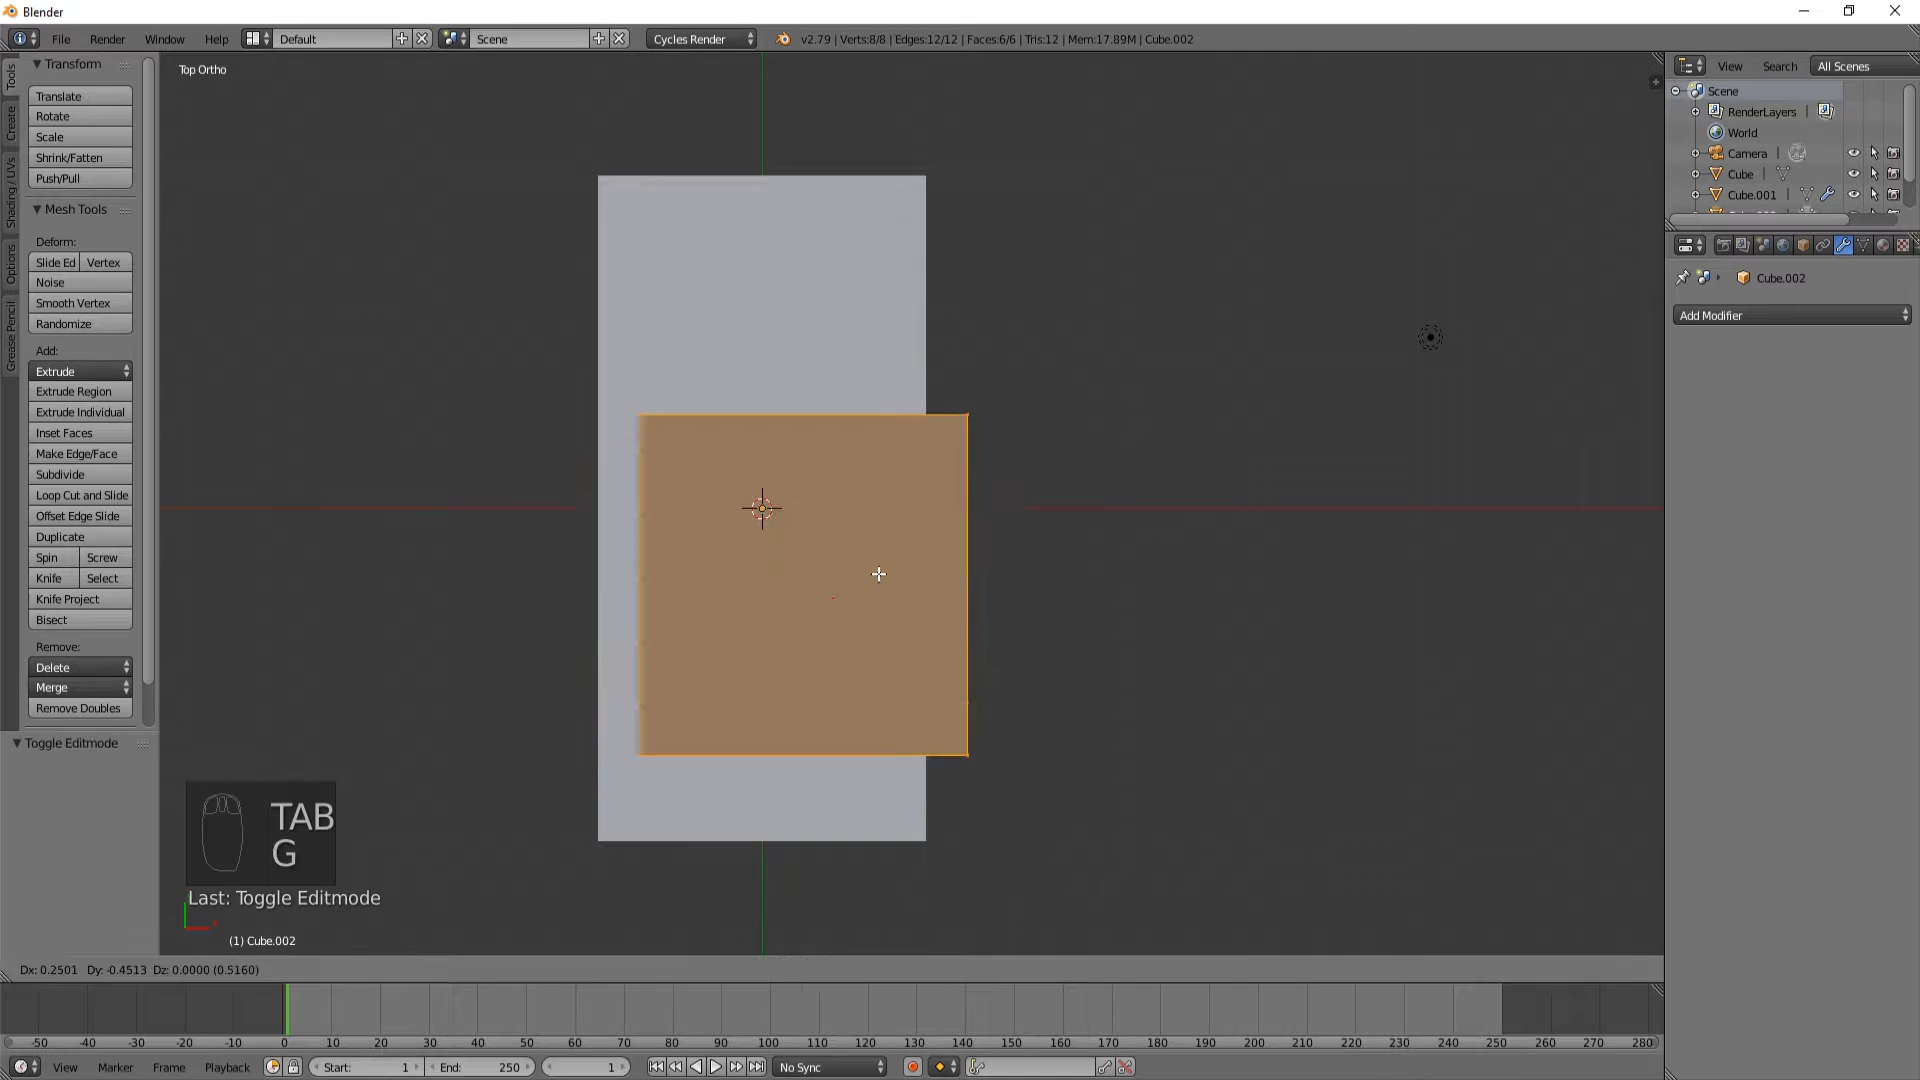 Blender
File Render Window Help Default Scene Cycles Render v2.79 | Verts:8/8 | Edges:12/12 | Faces:6/6 | Tris:12 | Mem:17.89M | Cube.002
Tools
Create
Shading / UVs
Options
Grease Pencil
Transform
Translate
Rotate
Scale
Shrink/Fatten
Push/Pull
Mesh Tools
Deform:
Slide Ed Vertex
Noise
Smooth Vertex
Randomize
Add:
Extrude
Extrude Region
Extrude Individual
Inset Faces
Make Edge/Face
Subdivide
Loop Cut and Slide
Offset Edge Slide
Duplicate
Spin Screw
Knife Select
Knife Project
Bisect
Remove:
Delete
Merge
Remove Doubles
Toggle Editmode
Top Ortho
TAB
G
Last: Toggle Editmode
(1) Cube.002
Dx: 0.2501 Dy: -0.4513 Dz: 0.0000 (0.5160)
View Search All Scenes
Scene
RenderLayers
World
Camera
Cube
Cube.001
Cube.002
Add Modifier
-50 -40 -30 -20 -10 0 10 20 30 40 50 60 70 80 90 100 110 120 130 140 150 160 170 180 190 200 210 220 230 240 250 260 270 280
View Marker Frame Playback Start: 1 End: 250 1 No Sync